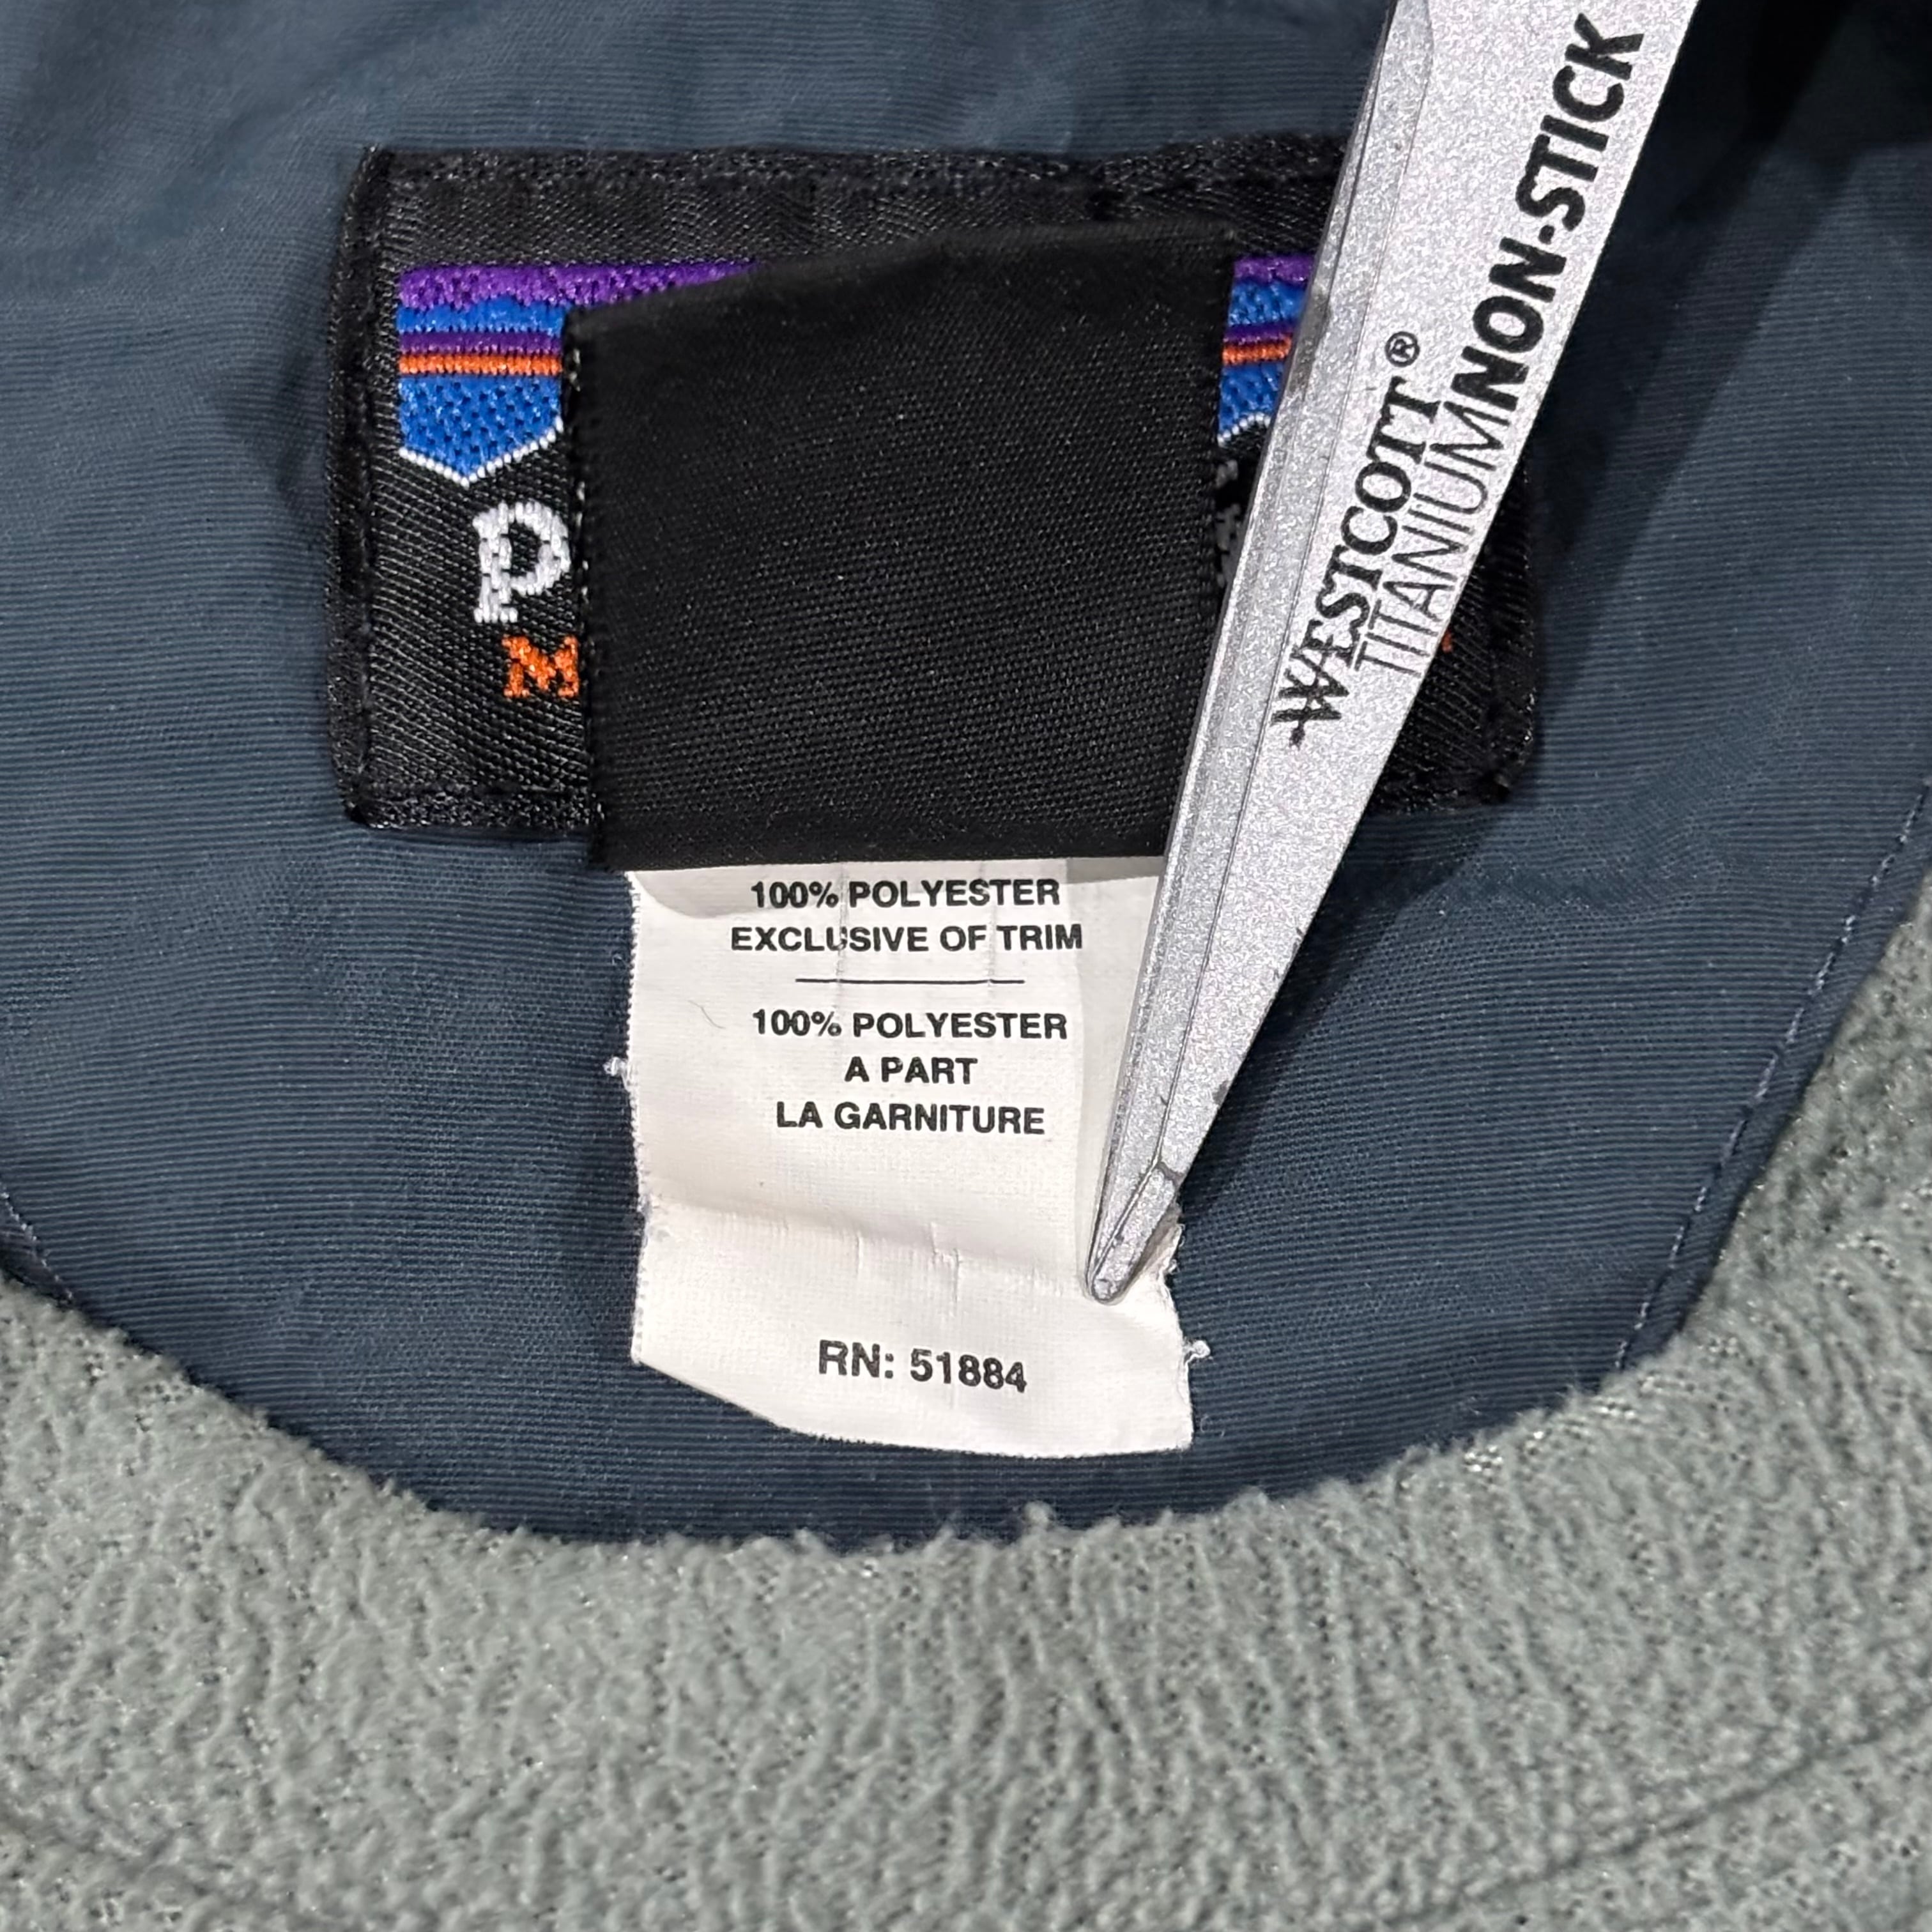 P
M
100% POLYESTER
EXCLUSIVE OF TRIM
100% POLYESTER
A PART
LA GARNITURE
RN: 51884
WESTCOTT®
TITANIUM NON-STICK